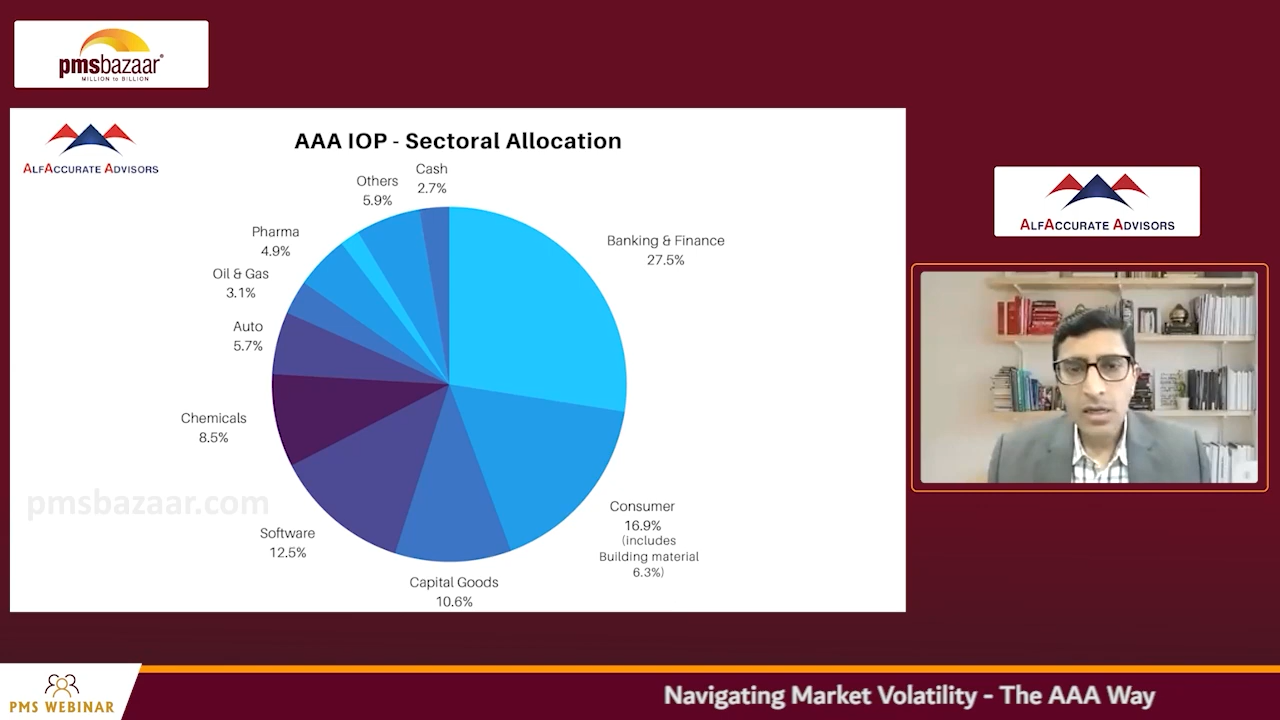 pmsbazaar
MILLION to BILLION
ALFACCURATE ADVISORS
AAA IOP - Sectoral Allocation
Cash
2.7%
Others
5.9%
Pharma
4.9%
Oil & Gas
3.1%
Auto
5.7%
Chemicals
8.5%
Software
12.5%
Capital Goods
10.6%
Consumer
16.9%
(includes
Building material
6.3%)
Banking & Finance
27.5%
pmsbazaar.com
ALFACCURATE ADVISORS
PMS WEBINAR
Navigating Market Volatility - The AAA Way